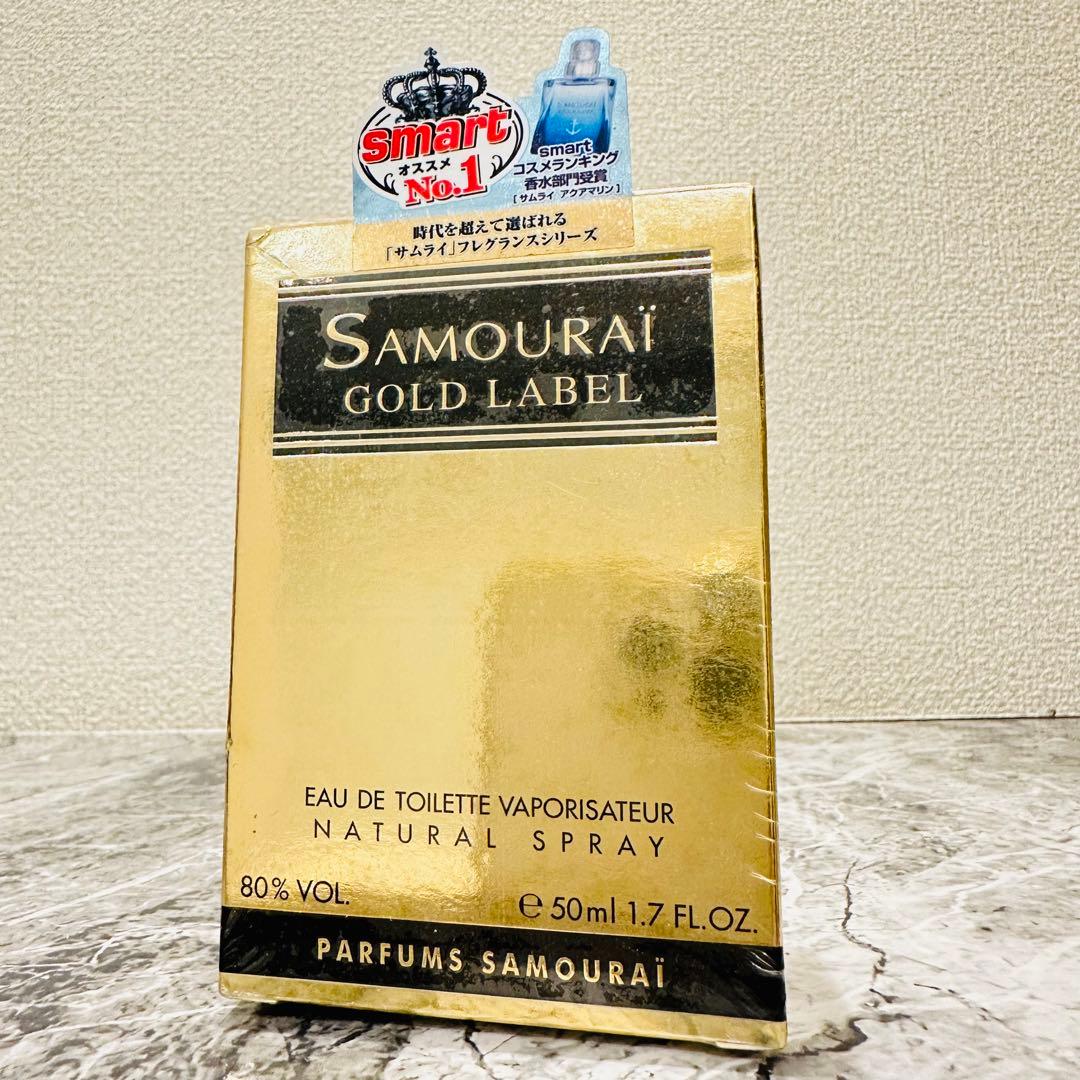 smart
オススメ
No.1
smart
コスメランキング
香水部門受賞
[サムライ アクアマリン]
時代を超えて選ばれる
「サムライ」フレグランスシリーズ
SAMOURAÏ
GOLD LABEL
EAU DE TOILETTE VAPORISATEUR
NATURAL SPRAY
80% VOL.
℮ 50ml 1.7 FL.OZ.
PARFUMS SAMOURAÏ